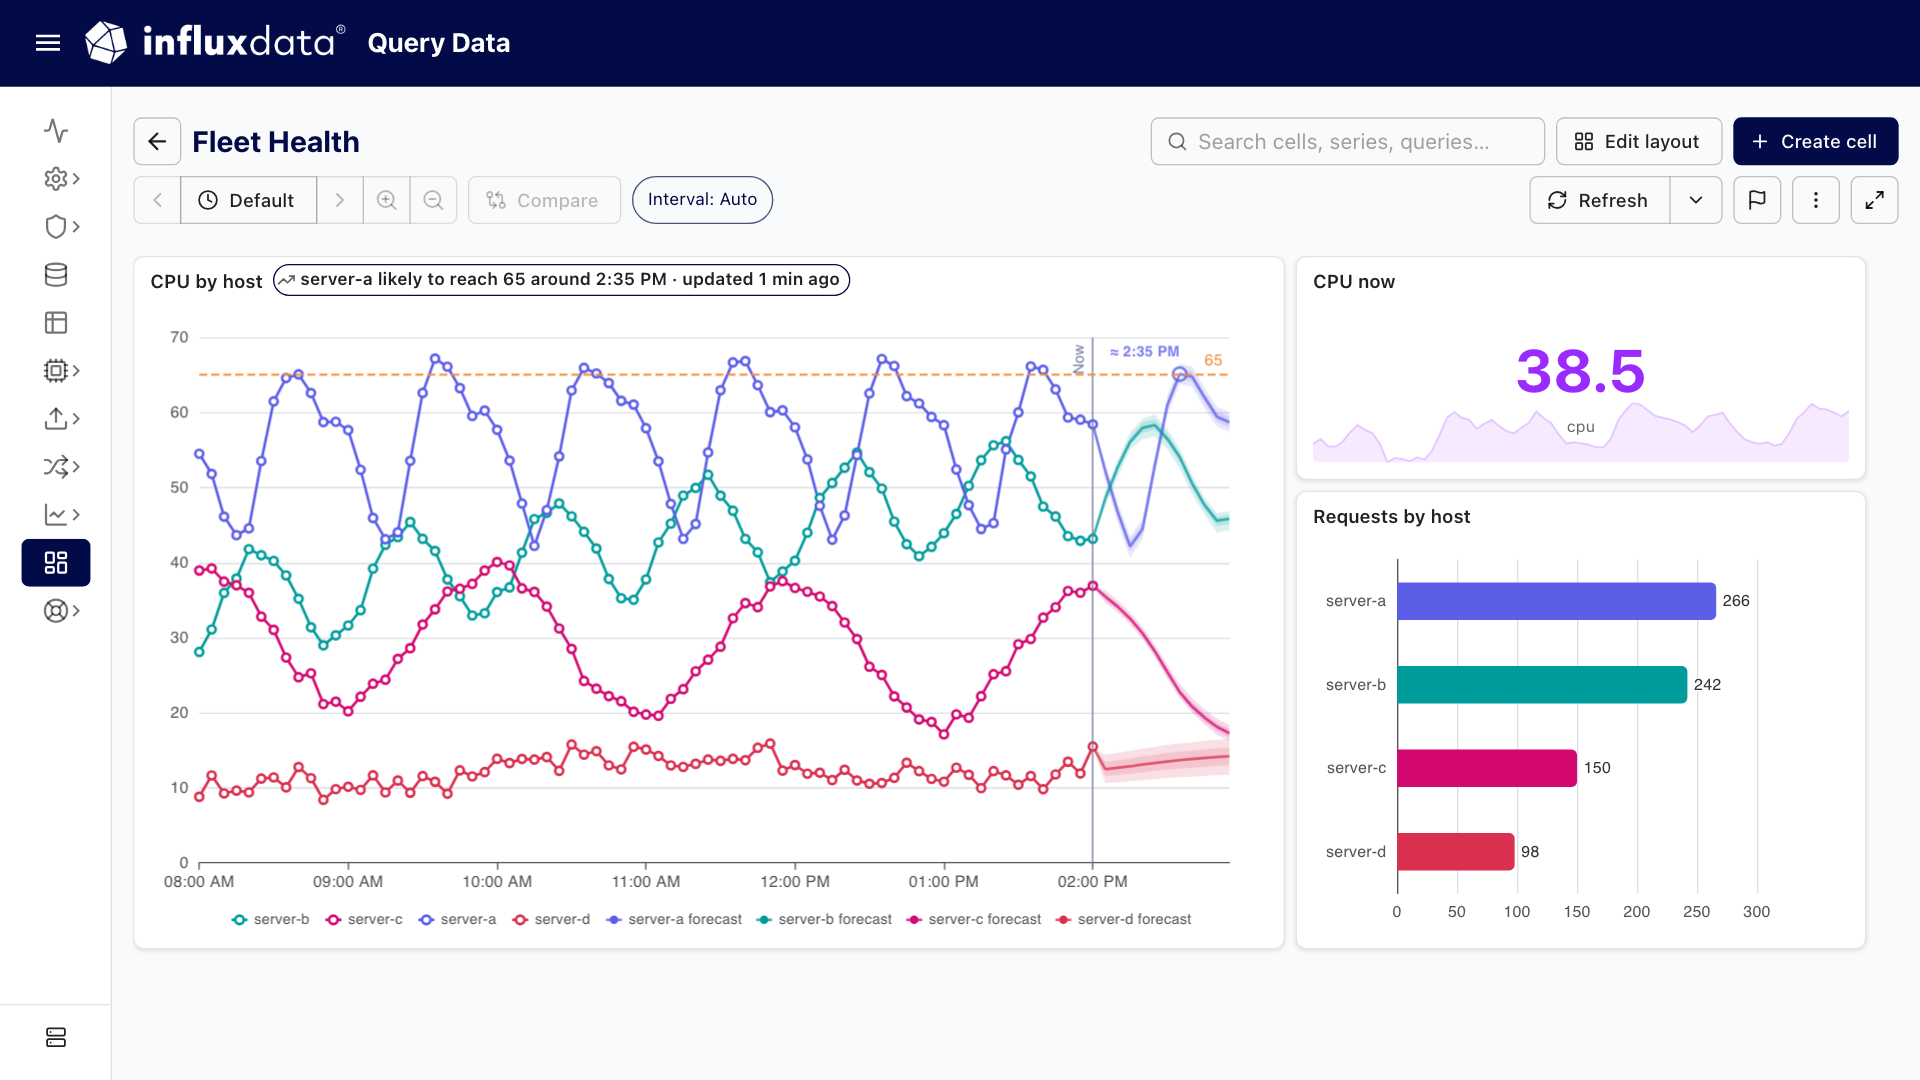 influxdata® Query Data
Fleet Health
Search cells, series, queries...
Edit layout
Create cell
Default
Compare
Interval: Auto
Refresh
CPU by host
server-a likely to reach 65 around 2:35 PM · updated 1 min ago
70
60
50
40
30
20
10
0
Now
≈ 2:35 PM
65
08:00 AM 09:00 AM 10:00 AM 11:00 AM 12:00 PM 01:00 PM 02:00 PM
server-b server-c server-a server-d server-a forecast server-b forecast server-c forecast server-d forecast
CPU now
38.5
cpu
Requests by host
server-a 266
server-b 242
server-c 150
server-d 98
0 50 100 150 200 250 300